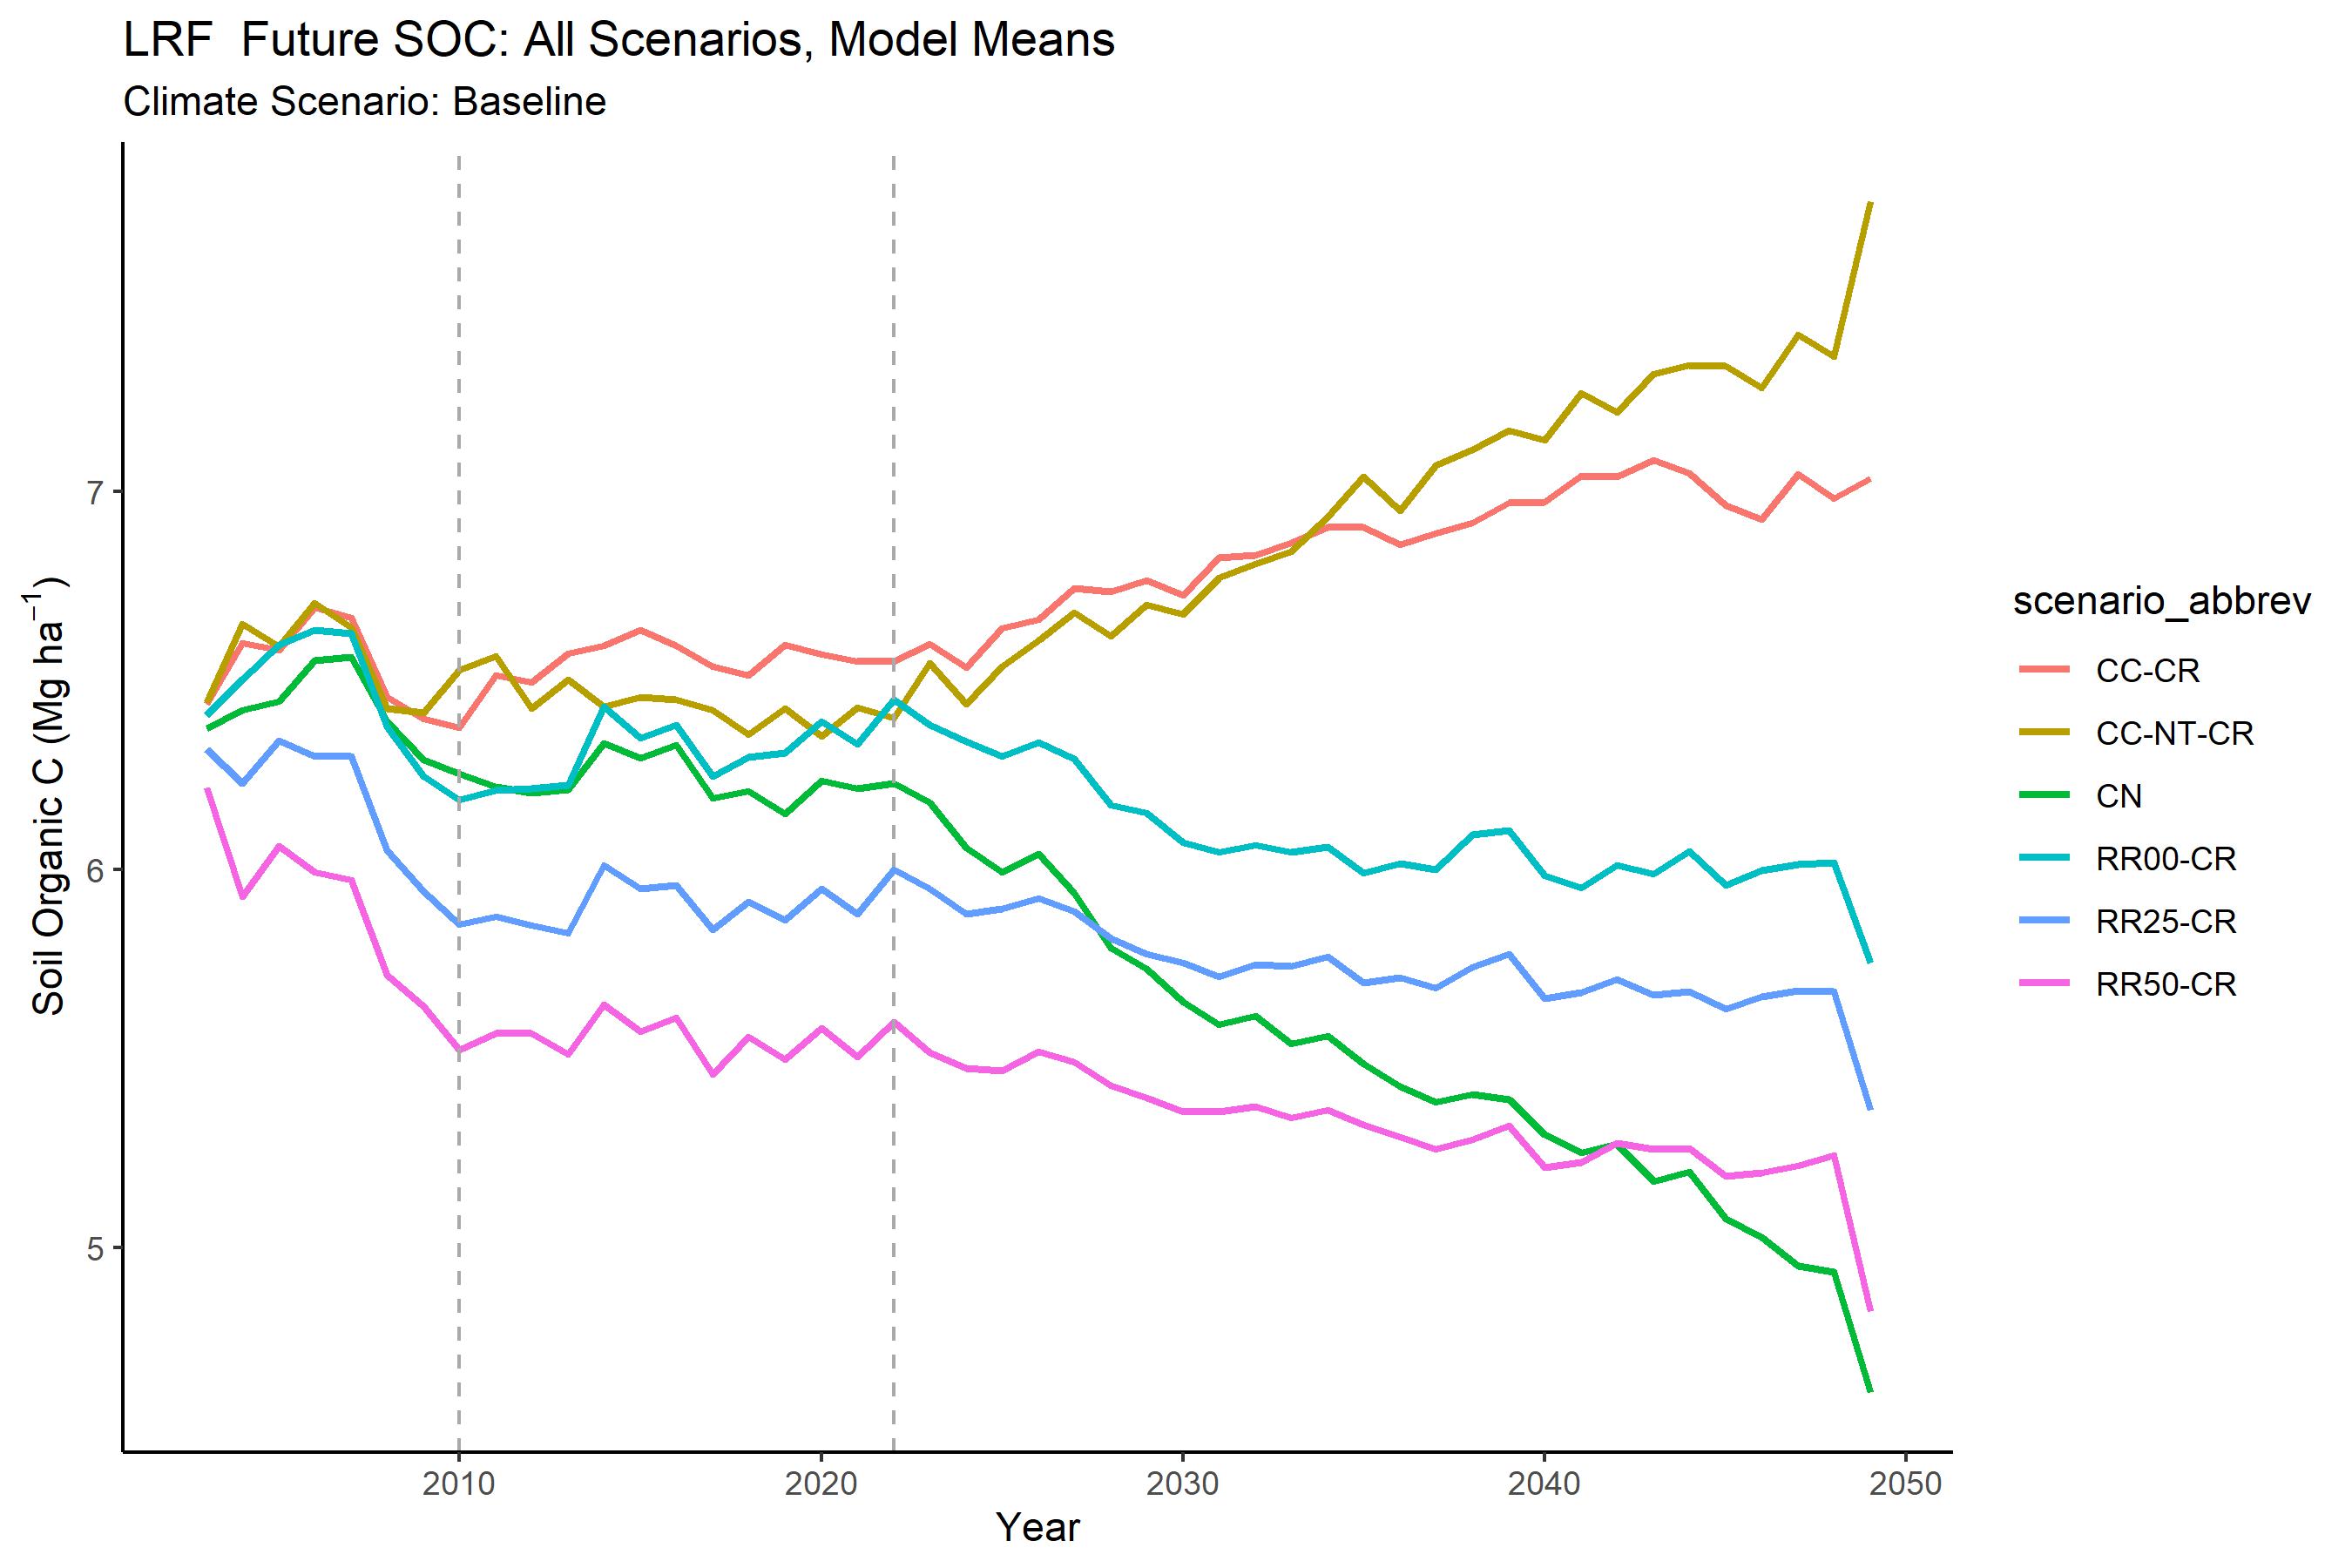 LRF  Future SOC: All Scenarios, Model Means
Climate Scenario: Baseline
Soil Organic C (Mg ha⁻¹)
7
6
5
2010
2020
2030
2040
2050
Year
scenario_abbrev
CC-CR
CC-NT-CR
CN
RR00-CR
RR25-CR
RR50-CR